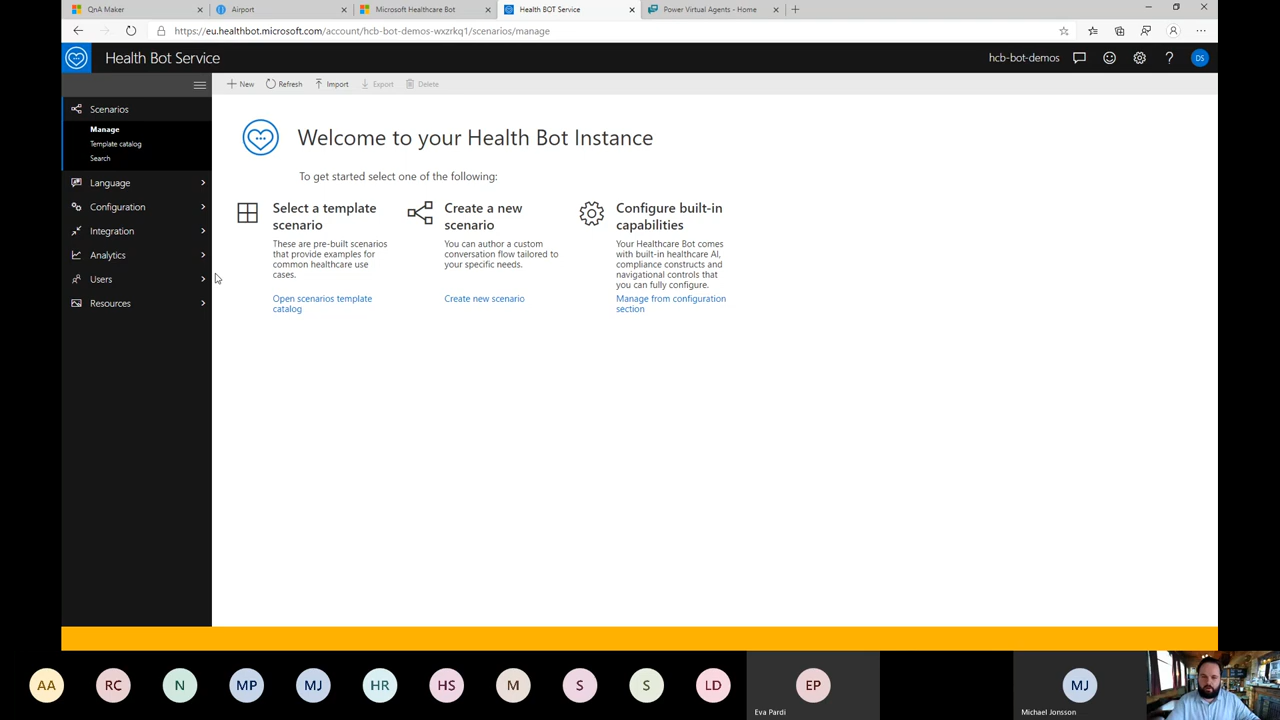 QnA Maker
Airport
Microsoft Healthcare Bot
Health BOT Service
Power Virtual Agents - Home
https://eu.healthbot.microsoft.com/account/hcb-bot-demos-wxzrkq1/scenarios/manage
Health Bot Service
hcb-bot-demos
DS
New
Refresh
Import
Export
Delete
Scenarios
Manage
Template catalog
Search
Language
Configuration
Integration
Analytics
Users
Resources
Welcome to your Health Bot Instance
To get started select one of the following:
Select a template
scenario
These are pre-built scenarios
that provide examples for
common healthcare use
cases.
Open scenarios template
catalog
Create a new
scenario
You can author a custom
conversation flow tailored to
your specific needs.
Create new scenario
Configure built-in
capabilities
Your Healthcare Bot comes
with built-in healthcare AI,
compliance constructs and
navigational controls that
you can fully configure.
Manage from configuration
section
AA
RC
N
MP
MJ
HR
HS
M
S
S
LD
EP
Eva Pardi
MJ
Michael Jonsson